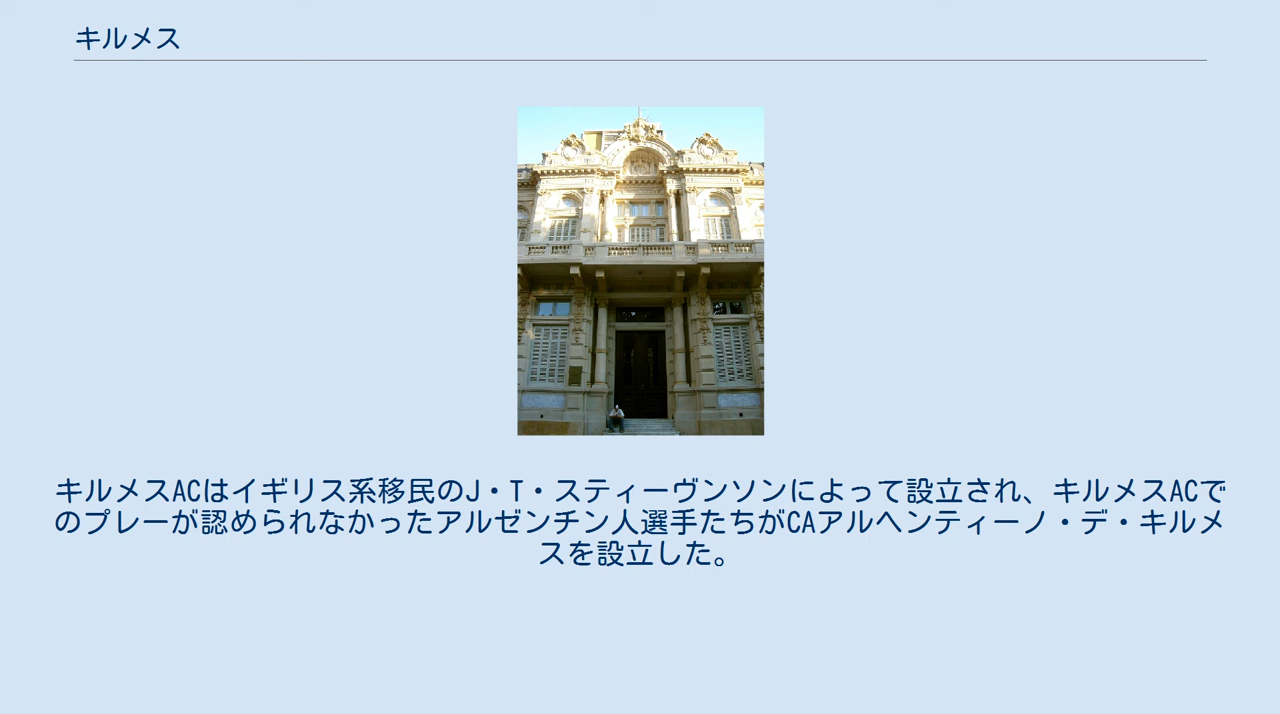 キルメス
キルメスACはイギリス系移民のJ・T・スティーヴンソンによって設立され、キルメスACで
のプレーが認められなかったアルゼンチン人選手たちがCAアルヘンティーノ・デ・キルメ
スを設立した。